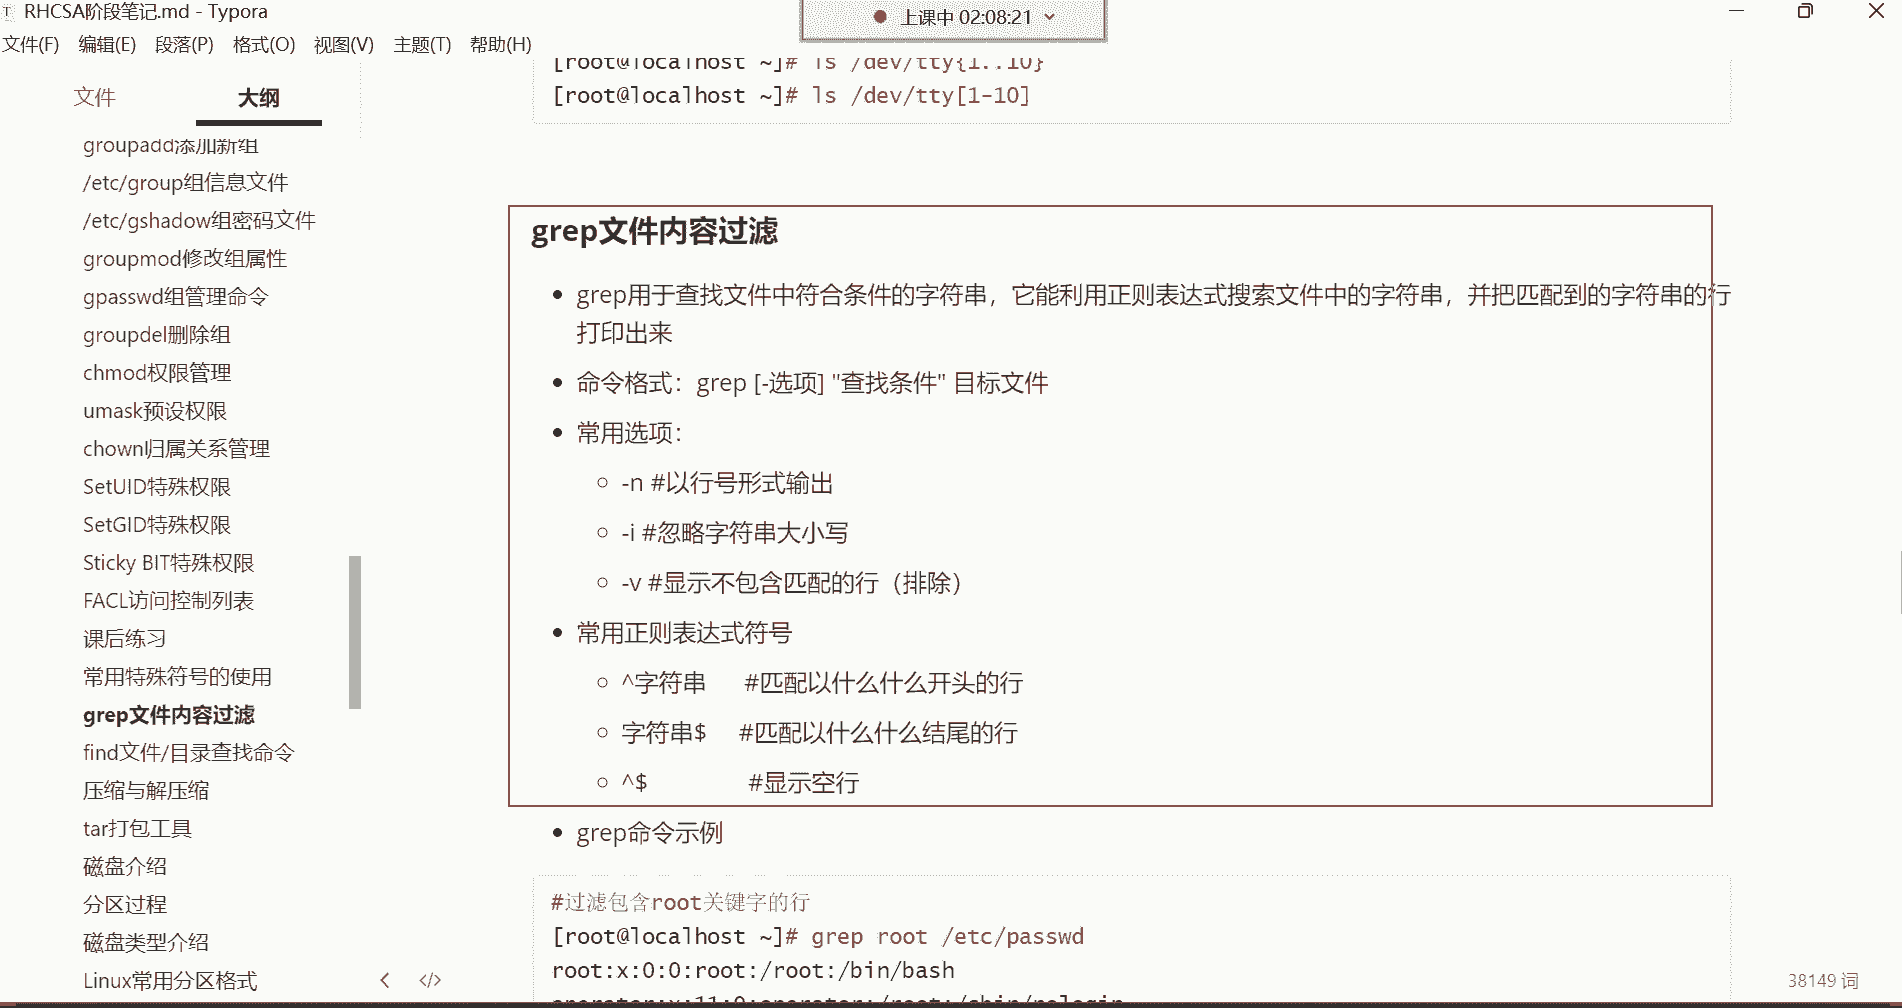 RHCSA阶段笔记.md - Typora
上课中 02:08:21
文件(F) 编辑(E) 段落(P) 格式(O) 视图(V) 主题(T) 帮助(H)
文件 大纲
groupadd添加新组
/etc/group组信息文件
/etc/gshadow组密码文件
groupmod修改组属性
gpasswd组管理命令
groupdel删除组
chmod权限管理
umask预设权限
chown归属关系管理
SetUID特殊权限
SetGID特殊权限
Sticky BIT特殊权限
FACL访问控制列表
课后练习
常用特殊符号的使用
grep文件内容过滤
find文件/目录查找命令
压缩与解压缩
tar打包工具
磁盘介绍
分区过程
磁盘类型介绍
Linux常用分区格式
[root@localhost ~]# ls /dev/tty{1..10}
[root@localhost ~]# ls /dev/tty[1-10]
grep文件内容过滤
grep用于查找文件中符合条件的字符串，它能利用正则表达式搜索文件中的字符串，并把匹配到的字符串的行
打印出来
命令格式：grep [-选项] "查找条件" 目标文件
常用选项：
-n #以行号形式输出
-i #忽略字符串大小写
-v #显示不包含匹配的行（排除）
常用正则表达式符号
^字符串 #匹配以什么什么开头的行
字符串$ #匹配以什么什么结尾的行
^$ #显示空行
grep命令示例
#过滤包含root关键字的行
[root@localhost ~]# grep root /etc/passwd
root:x:0:0:root:/root:/bin/bash
operator:x:11:0:operator:/root:/sbin/nologin
</>
38149 词